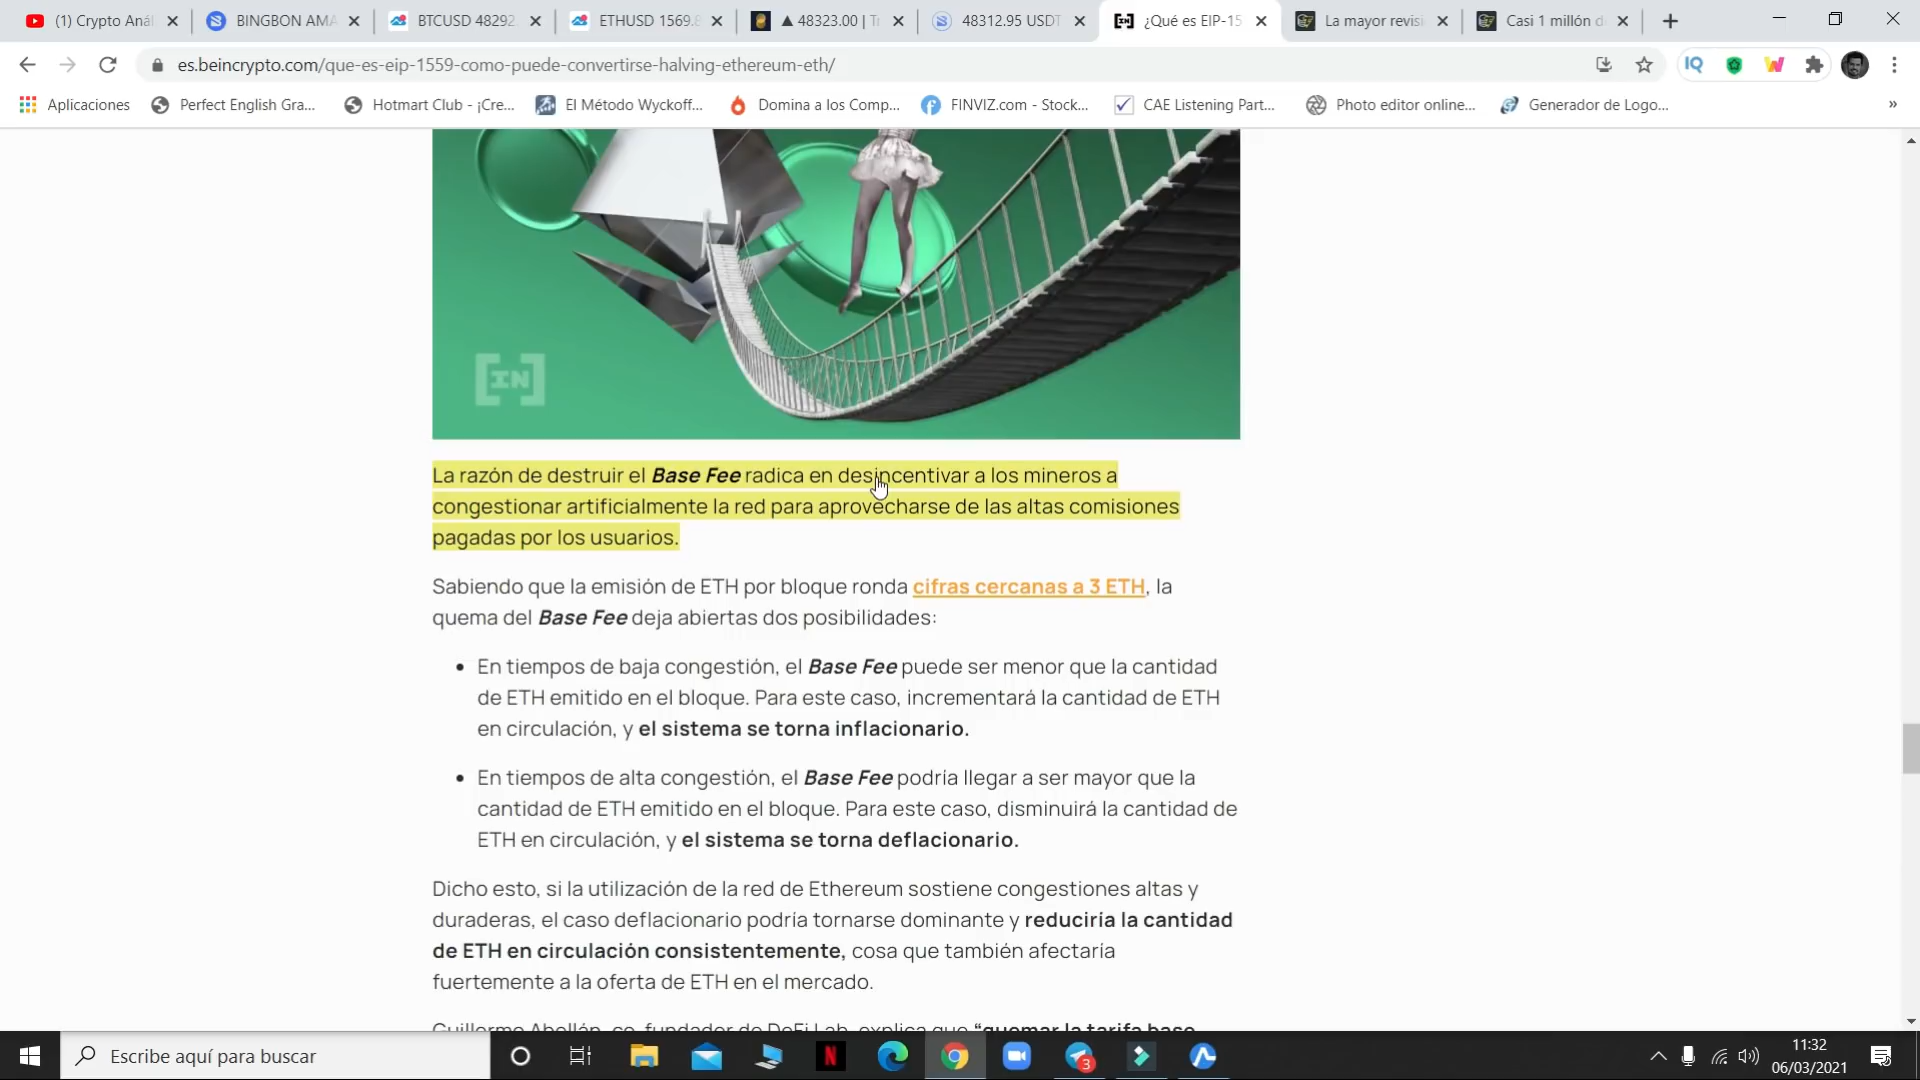 (1) Crypto Aná
BINGBON AMA
BTCUSD 48292.
ETHUSD 1569.8
▲ 48323.00 | T
48312.95 USDT
¿Qué es EIP-15
La mayor revisi
Casi 1 millón d
es.beincrypto.com/que-es-eip-1559-como-puede-convertirse-halving-ethereum-eth/
Aplicaciones
Perfect English Gra...
Hotmart Club - ¡Cre...
El Método Wyckoff...
Domina a los Comp...
FINVIZ.com - Stock...
CAE Listening Part...
Photo editor online...
Generador de Logo...
»
[IN]
La razón de destruir el Base Fee radica en desincentivar a los mineros a
congestionar artificialmente la red para aprovecharse de las altas comisiones
pagadas por los usuarios.
Sabiendo que la emisión de ETH por bloque ronda cifras cercanas a 3 ETH, la
quema del Base Fee deja abiertas dos posibilidades:
• En tiempos de baja congestión, el Base Fee puede ser menor que la cantidad
de ETH emitido en el bloque. Para este caso, incrementará la cantidad de ETH
en circulación, y el sistema se torna inflacionario.
• En tiempos de alta congestión, el Base Fee podría llegar a ser mayor que la
cantidad de ETH emitido en el bloque. Para este caso, disminuirá la cantidad de
ETH en circulación, y el sistema se torna deflacionario.
Dicho esto, si la utilización de la red de Ethereum sostiene congestiones altas y
duraderas, el caso deflacionario podría tornarse dominante y reduciría la cantidad
de ETH en circulación consistentemente, cosa que también afectaría
fuertemente a la oferta de ETH en el mercado.
Guillermo Abellán, co-fundador de DeFi Lab, explica que “quemar la tarifa base
Escribe aquí para buscar
3
11:32
06/03/2021